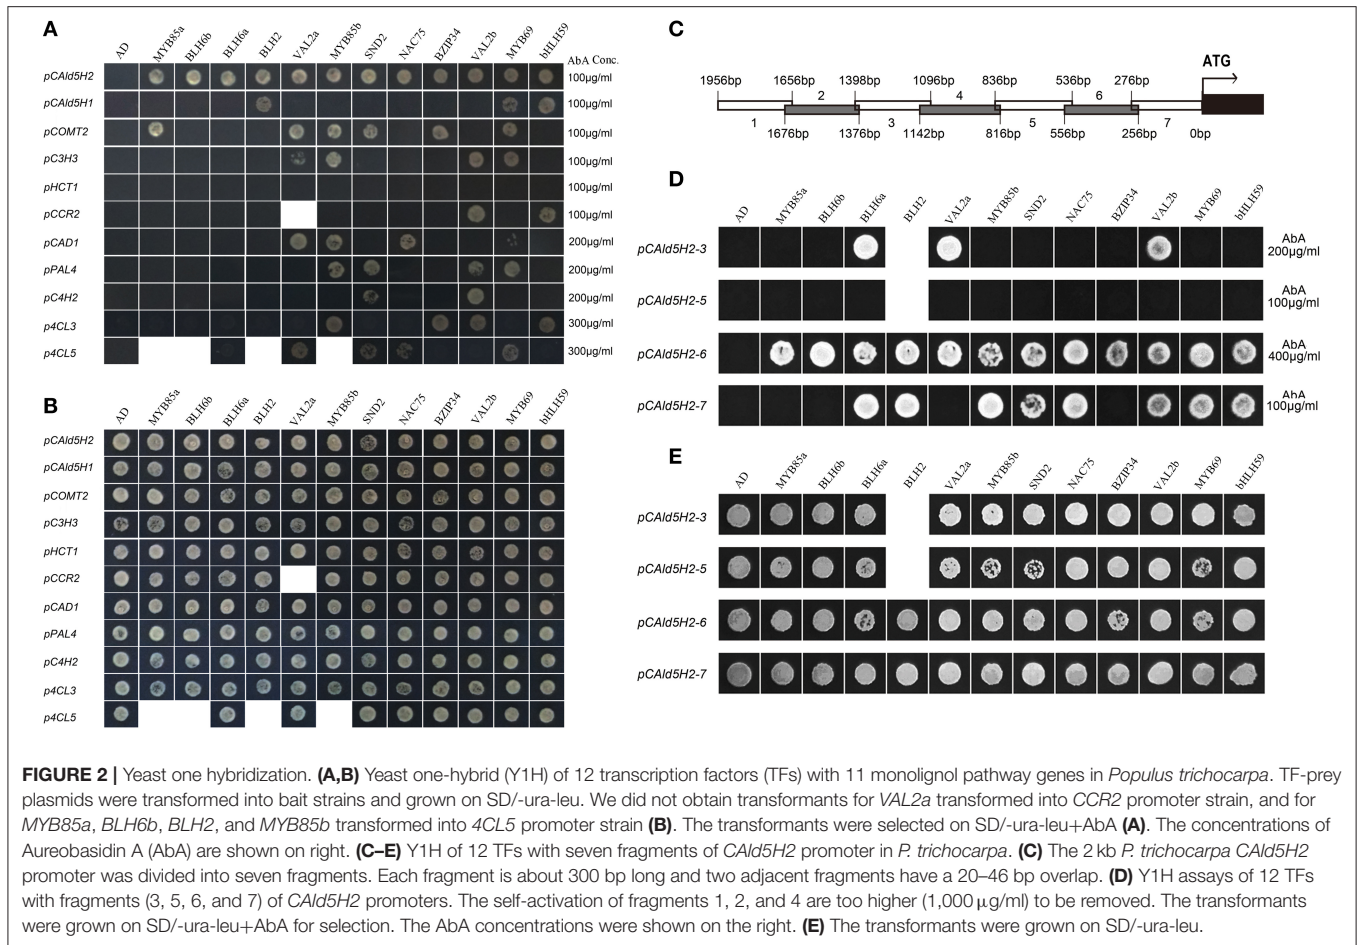 A
AD MYB85a BLH6b BLH6a BLH2 VAL2a MYB85b SND2 NAC75 BZIP34 VAL2b MYB69 bHLH59
AbA Conc.
pCAld5H2 100μg/ml
pCAld5H1 100μg/ml
pCOMT2 100μg/ml
pC3H3 100μg/ml
pHCT1 100μg/ml
pCCR2 100μg/ml
pCAD1 200μg/ml
pPAL4 200μg/ml
pC4H2 200μg/ml
p4CL3 300μg/ml
p4CL5 300μg/ml
B
AD MYB85a BLH6b BLH6a BLH2 VAL2a MYB85b SND2 NAC75 BZIP34 VAL2b MYB69 bHLH59
pCAld5H2
pCAld5H1
pCOMT2
pC3H3
pHCT1
pCCR2
pCAD1
pPAL4
pC4H2
p4CL3
p4CL5
C
ATG
1956bp 1656bp 1398bp 1096bp 836bp 536bp 276bp
2 4 6
1 3 5 7
1676bp 1376bp 1142bp 816bp 556bp 256bp 0bp
D
AD MYB85a BLH6b BLH6a BLH2 VAL2a MYB85b SND2 NAC75 BZIP34 VAL2b MYB69 bHLH59
pCAld5H2-3 AbA
200μg/ml
pCAld5H2-5 AbA
100μg/ml
pCAld5H2-6 AbA
400μg/ml
pCAld5H2-7 AbA
100μg/ml
E
AD MYB85a BLH6b BLH6a BLH2 VAL2a MYB85b SND2 NAC75 BZIP34 VAL2b MYB69 bHLH59
pCAld5H2-3
pCAld5H2-5
pCAld5H2-6
pCAld5H2-7
FIGURE 2 | Yeast one hybridization. (A,B) Yeast one-hybrid (Y1H) of 12 transcription factors (TFs) with 11 monolignol pathway genes in Populus trichocarpa. TF-prey
plasmids were transformed into bait strains and grown on SD/-ura-leu. We did not obtain transformants for VAL2a transformed into CCR2 promoter strain, and for
MYB85a, BLH6b, BLH2, and MYB85b transformed into 4CL5 promoter strain (B). The transformants were selected on SD/-ura-leu+AbA (A). The concentrations of
Aureobasidin A (AbA) are shown on right. (C–E) Y1H of 12 TFs with seven fragments of CAld5H2 promoter in P. trichocarpa. (C) The 2 kb P. trichocarpa CAld5H2
promoter was divided into seven fragments. Each fragment is about 300 bp long and two adjacent fragments have a 20–46 bp overlap. (D) Y1H assays of 12 TFs
with fragments (3, 5, 6, and 7) of CAld5H2 promoters. The self-activation of fragments 1, 2, and 4 are too higher (1,000 μg/ml) to be removed. The transformants
were grown on SD/-ura-leu+AbA for selection. The AbA concentrations were shown on the right. (E) The transformants were grown on SD/-ura-leu.